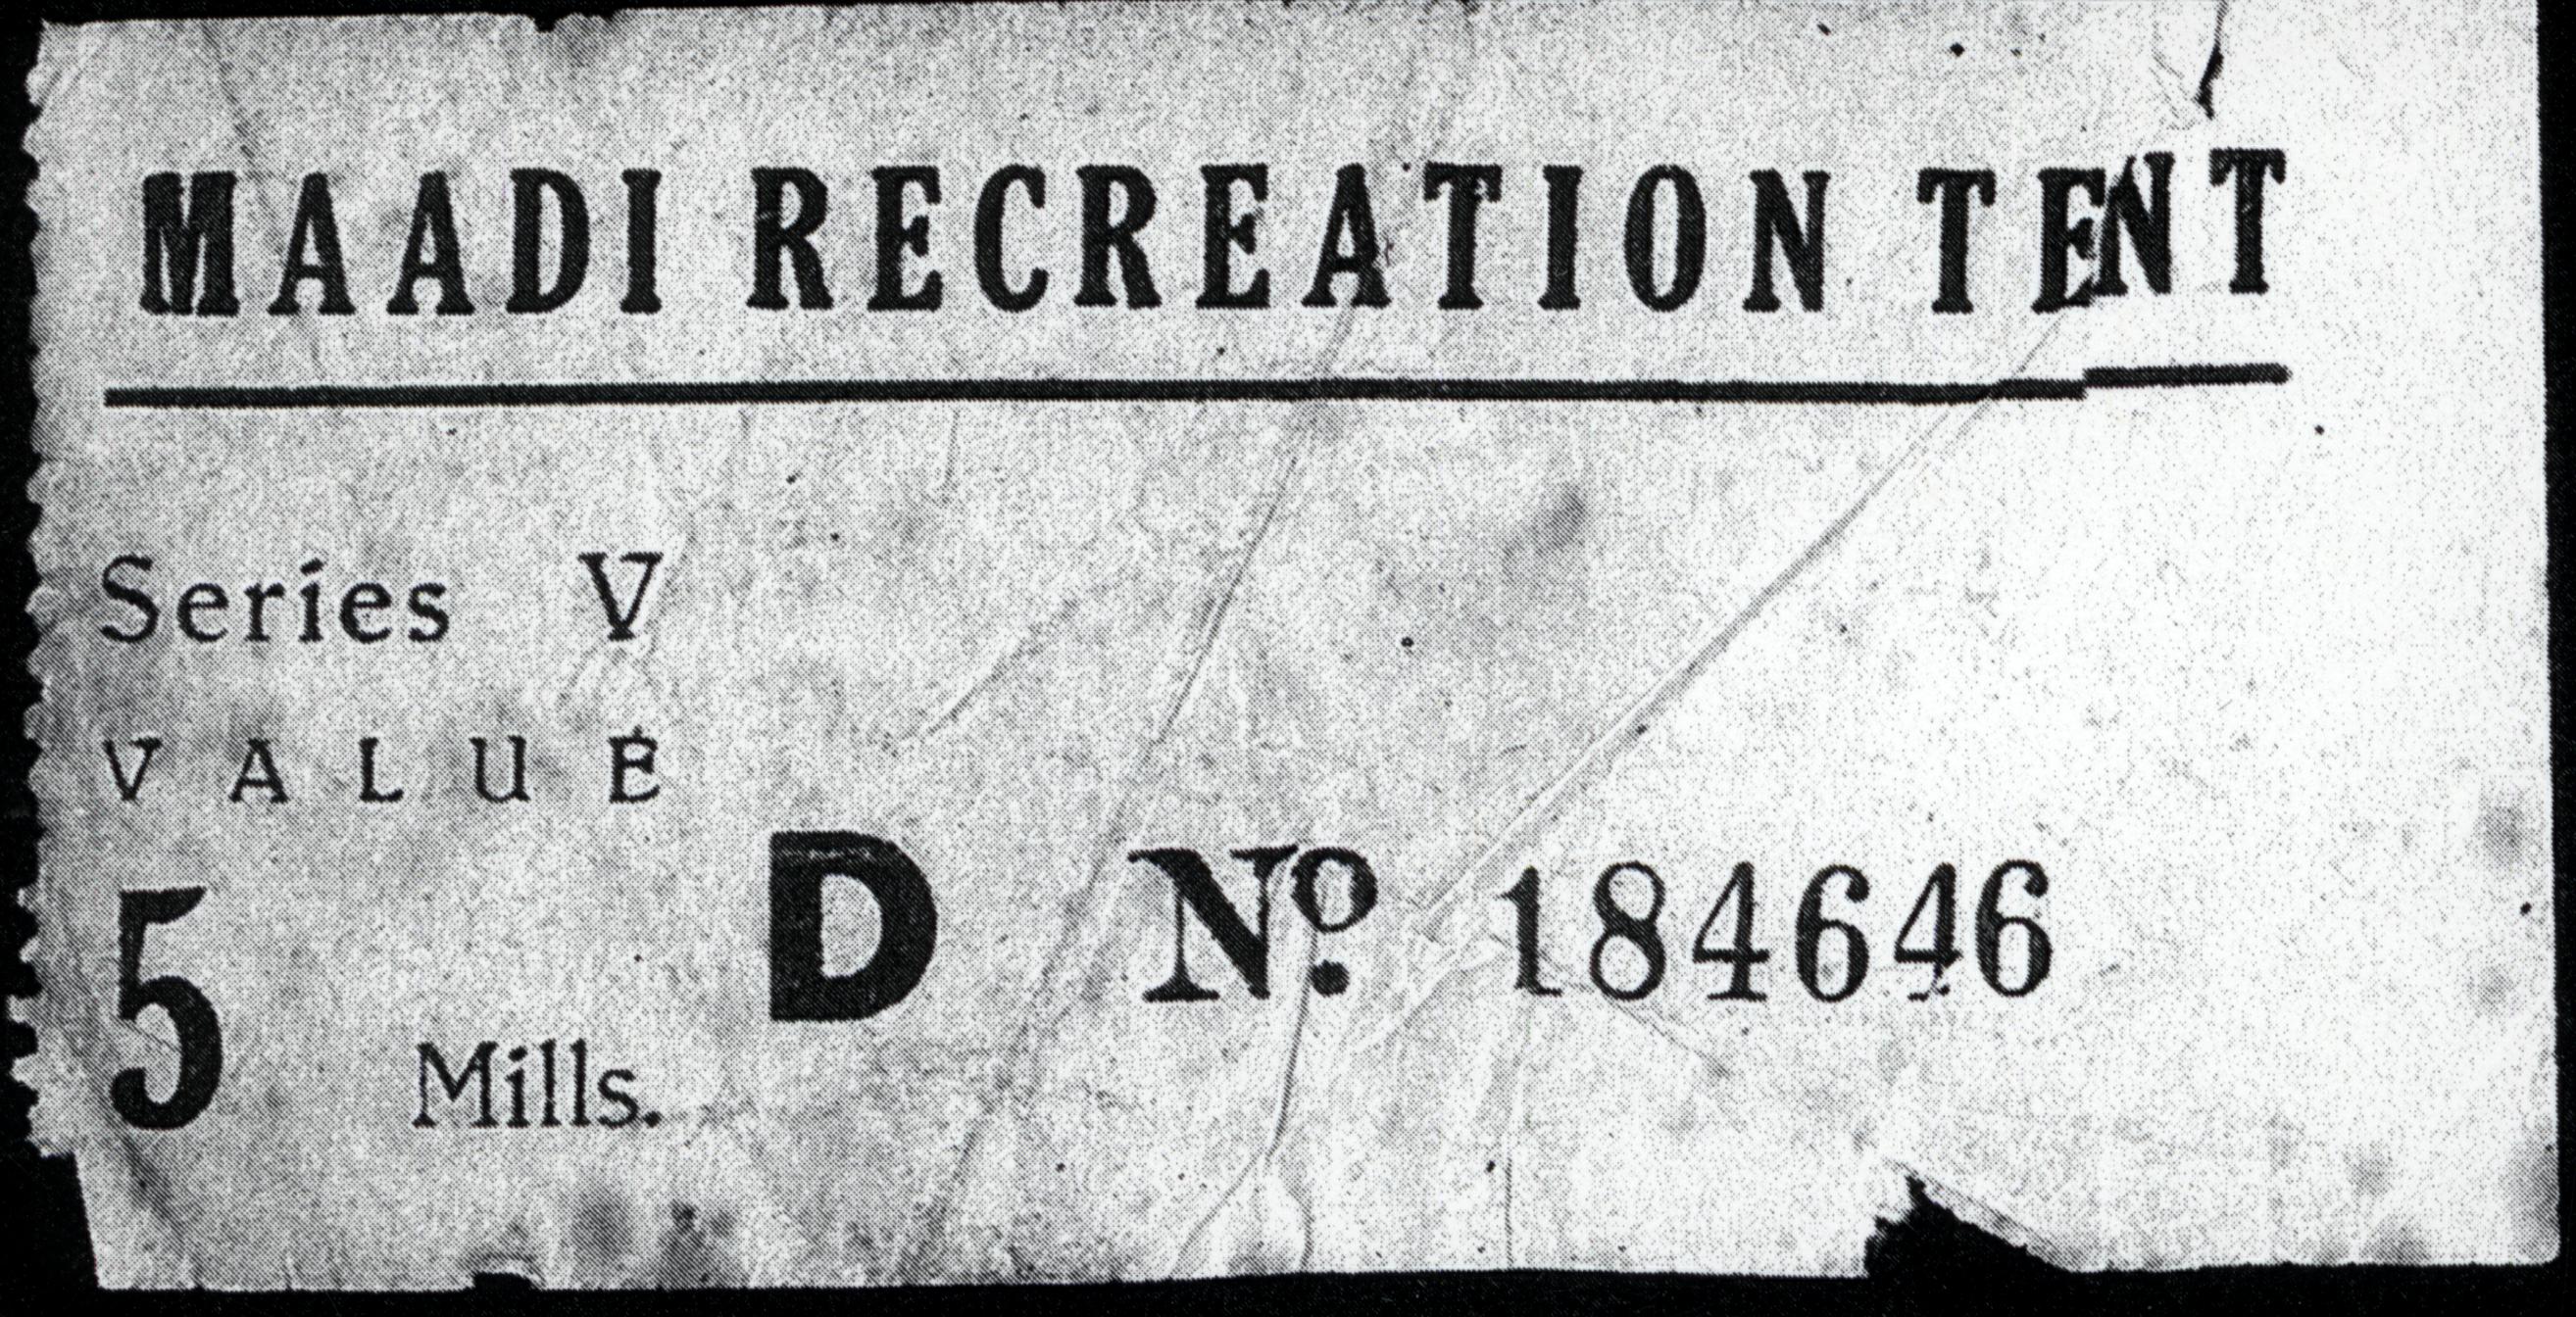 MAADI RECREATION TENT
Series V
VALUE
5 Mills. D No. 184646